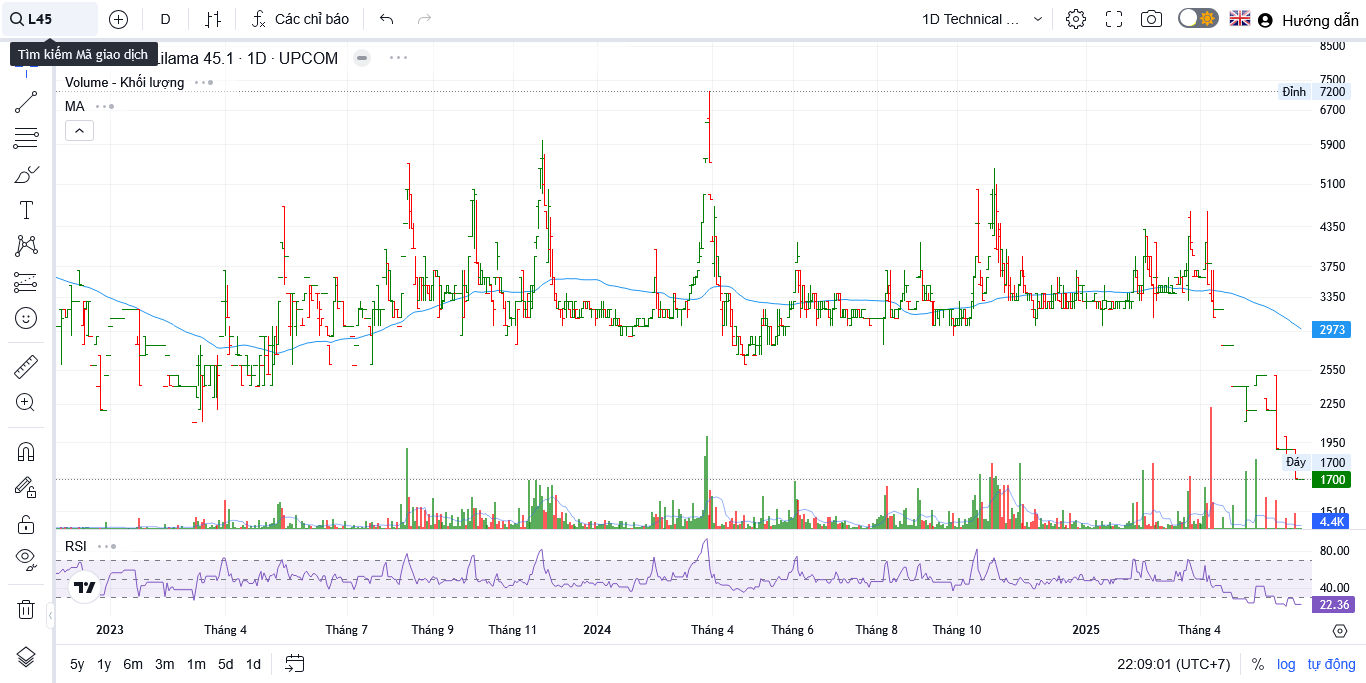 L45
D
Các chỉ báo
1D Technical ...
Hướng dẫn
Tìm kiếm Mã giao dịch
Lilama 45.1 · 1D · UPCOM
Volume - Khối lượng
MA
8500
7500
Đỉnh 7200
6700
5900
5100
4350
3750
3350
2973
2550
2250
1950
Đáy 1700
1700
1510
4.4K
RSI
80.00
40.00
22.36
2023 Tháng 4 Tháng 7 Tháng 9 Tháng 11 2024 Tháng 4 Tháng 6 Tháng 8 Tháng 10 2025 Tháng 4
5y 1y 6m 3m 1m 5d 1d
22:09:01 (UTC+7) % log tự động